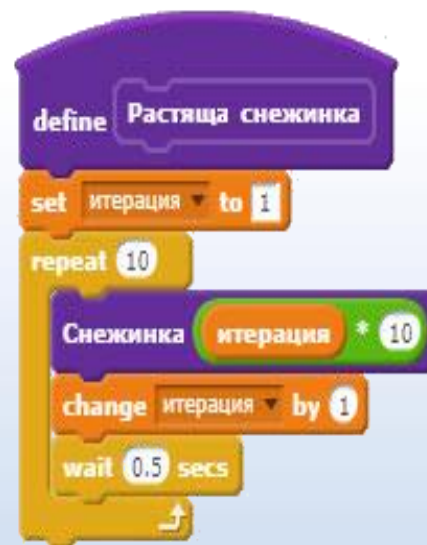 define Растяща снежинка
set итерация to 1
repeat 10
Снежинка итерация * 10
change итерация by 1
wait 0.5 secs